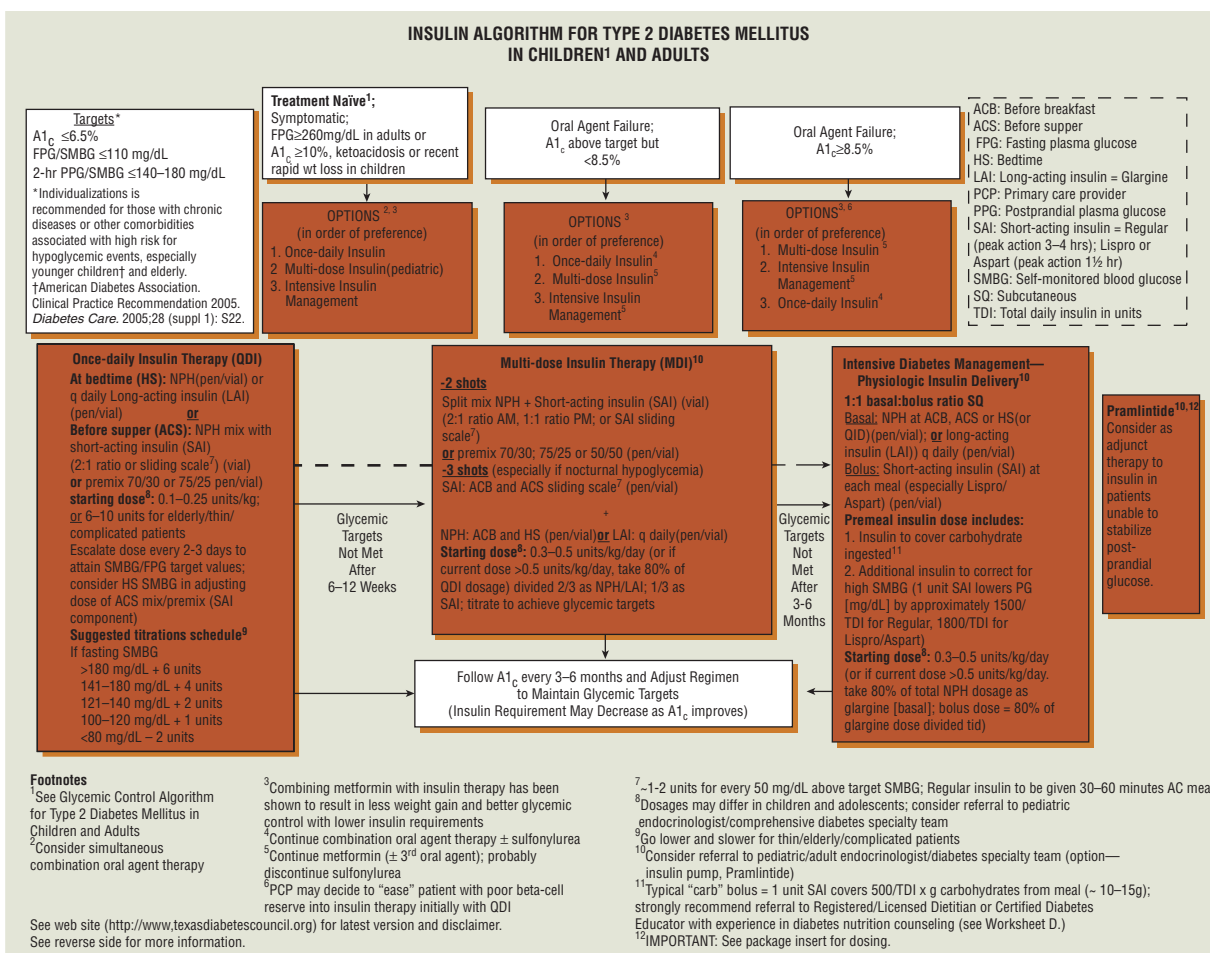 INSULIN ALGORITHM FOR TYPE 2 DIABETES MELLITUS
IN CHILDREN¹ AND ADULTS
Targets*
A1c ≤6.5%
FPG/SMBG ≤110 mg/dL
2-hr PPG/SMBG ≤140–180 mg/dL
*Individualizations is
recommended for those with chronic
diseases or other comorbidities
associated with high risk for
hypoglycemic events, especially
younger children† and elderly.
†American Diabetes Association.
Clinical Practice Recommendation 2005.
Diabetes Care. 2005;28 (suppl 1): S22.
Treatment Naïve¹;
Symptomatic;
FPG≥260mg/dL in adults or
A1c ≥10%, ketoacidosis or recent
rapid wt loss in children
Oral Agent Failure;
A1c above target but
<8.5%
Oral Agent Failure;
A1c≥8.5%
ACB: Before breakfast
ACS: Before supper
FPG: Fasting plasma glucose
HS: Bedtime
LAI: Long-acting insulin = Glargine
PCP: Primary care provider
PPG: Postprandial plasma glucose
SAI: Short-acting insulin = Regular
(peak action 3–4 hrs); Lispro or
Aspart (peak action 1½ hr)
SMBG: Self-monitored blood glucose
SQ: Subcutaneous
TDI: Total daily insulin in units
OPTIONS ²,³
(in order of preference)
1. Once-daily Insulin
2 Multi-dose Insulin(pediatric)
3. Intensive Insulin
Management
OPTIONS ³
(in order of preference)
1. Once-daily Insulin⁴
2. Multi-dose Insulin⁵
3. Intensive Insulin
Management⁵
OPTIONS³,⁶
(in order of preference)
1. Multi-dose Insulin ⁵
2. Intensive Insulin
Management⁵
3. Once-daily Insulin⁴
Once-daily Insulin Therapy (QDI)
At bedtime (HS): NPH(pen/vial) or
q daily Long-acting insulin (LAI)
(pen/vial) or
Before supper (ACS): NPH mix with
short-acting insulin (SAI)
(2:1 ratio or sliding scale⁷) (vial)
or premix 70/30 or 75/25 pen/vial)
starting dose⁸: 0.1–0.25 units/kg;
or 6–10 units for elderly/thin/
complicated patients
Escalate dose every 2-3 days to
attain SMBG/FPG target values;
consider HS SMBG in adjusting
dose of ACS mix/premix (SAI
component)
Suggested titrations schedule⁹
If fasting SMBG
>180 mg/dL + 6 units
141–180 mg/dL + 4 units
121–140 mg/dL + 2 units
100–120 mg/dL + 1 units
<80 mg/dL – 2 units
Glycemic
Targets
Not Met
After
6–12 Weeks
Multi-dose Insulin Therapy (MDI)¹⁰
-2 shots
Split mix NPH + Short-acting insulin (SAI) (vial)
(2:1 ratio AM, 1:1 ratio PM; or SAI sliding
scale⁷)
or premix 70/30; 75/25 or 50/50 (pen/vial)
-3 shots (especially if nocturnal hypoglycemia)
SAI: ACB and ACS sliding scale⁷ (pen/vial)
+
NPH: ACB and HS (pen/vial)or LAI: q daily(pen/vial)
Starting dose⁸: 0.3–0.5 units/kg/day (or if
current dose >0.5 units/kg/day, take 80% of
QDI dosage) divided 2/3 as NPH/LAI; 1/3 as
SAI; titrate to achieve glycemic targets
Glycemic
Targets
Not
Met
After
3-6
Months
Intensive Diabetes Management—
Physiologic Insulin Delivery¹⁰
1:1 basal:bolus ratio SQ
Basal: NPH at ACB, ACS or HS(or
QID)(pen/vial); or long-acting
insulin (LAI)) q daily (pen/vial)
Bolus: Short-acting insulin (SAI) at
each meal (especially Lispro/
Aspart) (pen/vial)
Premeal insulin dose includes:
1. Insulin to cover carbohydrate
ingested¹¹
2. Additional insulin to correct for
high SMBG (1 unit SAI lowers PG
[mg/dL] by approximately 1500/
TDI for Regular, 1800/TDI for
Lispro/Aspart)
Starting dose⁸: 0.3–0.5 units/kg/day
(or if current dose >0.5 units/kg/day.
take 80% of total NPH dosage as
glargine [basal]; bolus dose = 80% of
glargine dose divided tid)
Pramlintide¹⁰,¹²
Consider as
adjunct
therapy to
insulin in
patients
unable to
stabilize
post-
prandial
glucose.
Follow A1c every 3–6 months and Adjust Regimen
to Maintain Glycemic Targets
(Insulin Requirement May Decrease as A1c improves)
Footnotes
¹See Glycemic Control Algorithm
for Type 2 Diabetes Mellitus in
Children and Adults
²Consider simultaneous
combination oral agent therapy
³Combining metformin with insulin therapy has been
shown to result in less weight gain and better glycemic
control with lower insulin requirements
⁴Continue combination oral agent therapy ± sulfonylurea
⁵Continue metformin (± 3rd oral agent); probably
discontinue sulfonylurea
⁶PCP may decide to “ease” patient with poor beta-cell
reserve into insulin therapy initially with QDI
⁷~1-2 units for every 50 mg/dL above target SMBG; Regular insulin to be given 30–60 minutes AC mea
⁸Dosages may differ in children and adolescents; consider referral to pediatric
endocrinologist/comprehensive diabetes specialty team
⁹Go lower and slower for thin/elderly/complicated patients
¹⁰Consider referral to pediatric/adult endocrinologist/diabetes specialty team (option—
insulin pump, Pramlintide)
¹¹Typical “carb” bolus = 1 unit SAI covers 500/TDI x g carbohydrates from meal (~ 10–15g);
strongly recommend referral to Registered/Licensed Dietitian or Certified Diabetes
Educator with experience in diabetes nutrition counseling (see Worksheet D.)
¹²IMPORTANT: See package insert for dosing.
See web site (http://www,texasdiabetescouncil.org) for latest version and disclaimer.
See reverse side for more information.